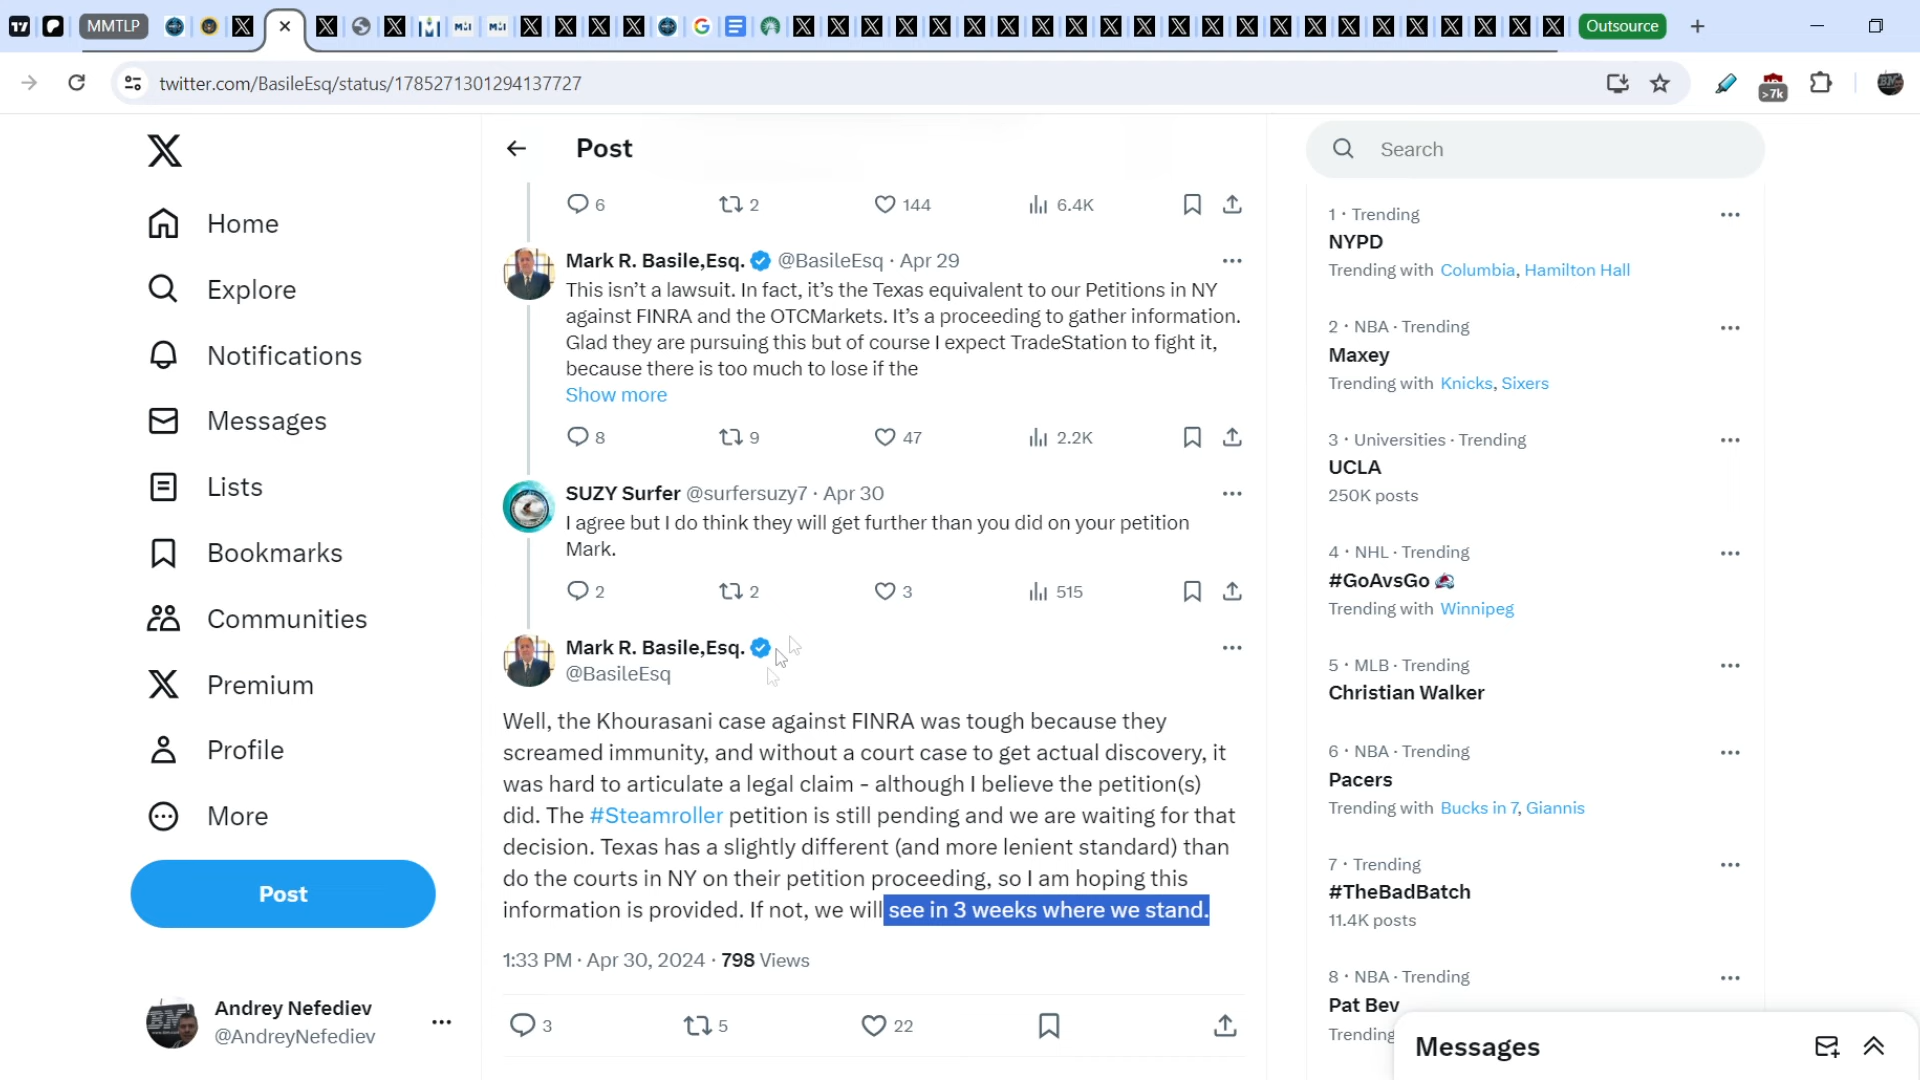 MMTLP
Outsource
twitter.com/BasileEsq/status/1785271301294137727
>7k
Post
Search
6
2
144
6.4K
Mark R. Basile,Esq. @BasileEsq · Apr 29
This isn’t a lawsuit. In fact, it’s the Texas equivalent to our Petitions in NY
against FINRA and the OTCMarkets. It’s a proceeding to gather information.
Glad they are pursuing this but of course I expect TradeStation to fight it,
because there is too much to lose if the
Show more
8
9
47
2.2K
SUZY Surfer @surfersuzy7 · Apr 30
I agree but I do think they will get further than you did on your petition
Mark.
2
2
3
515
Mark R. Basile,Esq.
@BasileEsq
Well, the Khourasani case against FINRA was tough because they
screamed immunity, and without a court case to get actual discovery, it
was hard to articulate a legal claim - although I believe the petition(s)
did. The #Steamroller petition is still pending and we are waiting for that
decision. Texas has a slightly different (and more lenient standard) than
do the courts in NY on their petition proceeding, so I am hoping this
information is provided. If not, we will see in 3 weeks where we stand.
1:33 PM · Apr 30, 2024 · 798 Views
3
5
22
Home
Explore
Notifications
Messages
Lists
Bookmarks
Communities
Premium
Profile
More
Post
Andrey Nefediev
@AndreyNefediev
1 · Trending
NYPD
Trending with Columbia, Hamilton Hall
2 · NBA · Trending
Maxey
Trending with Knicks, Sixers
3 · Universities · Trending
UCLA
250K posts
4 · NHL · Trending
#GoAvsGo
Trending with Winnipeg
5 · MLB · Trending
Christian Walker
6 · NBA · Trending
Pacers
Trending with Bucks in 7, Giannis
7 · Trending
#TheBadBatch
11.4K posts
8 · NBA · Trending
Pat Bev
Trending
Messages